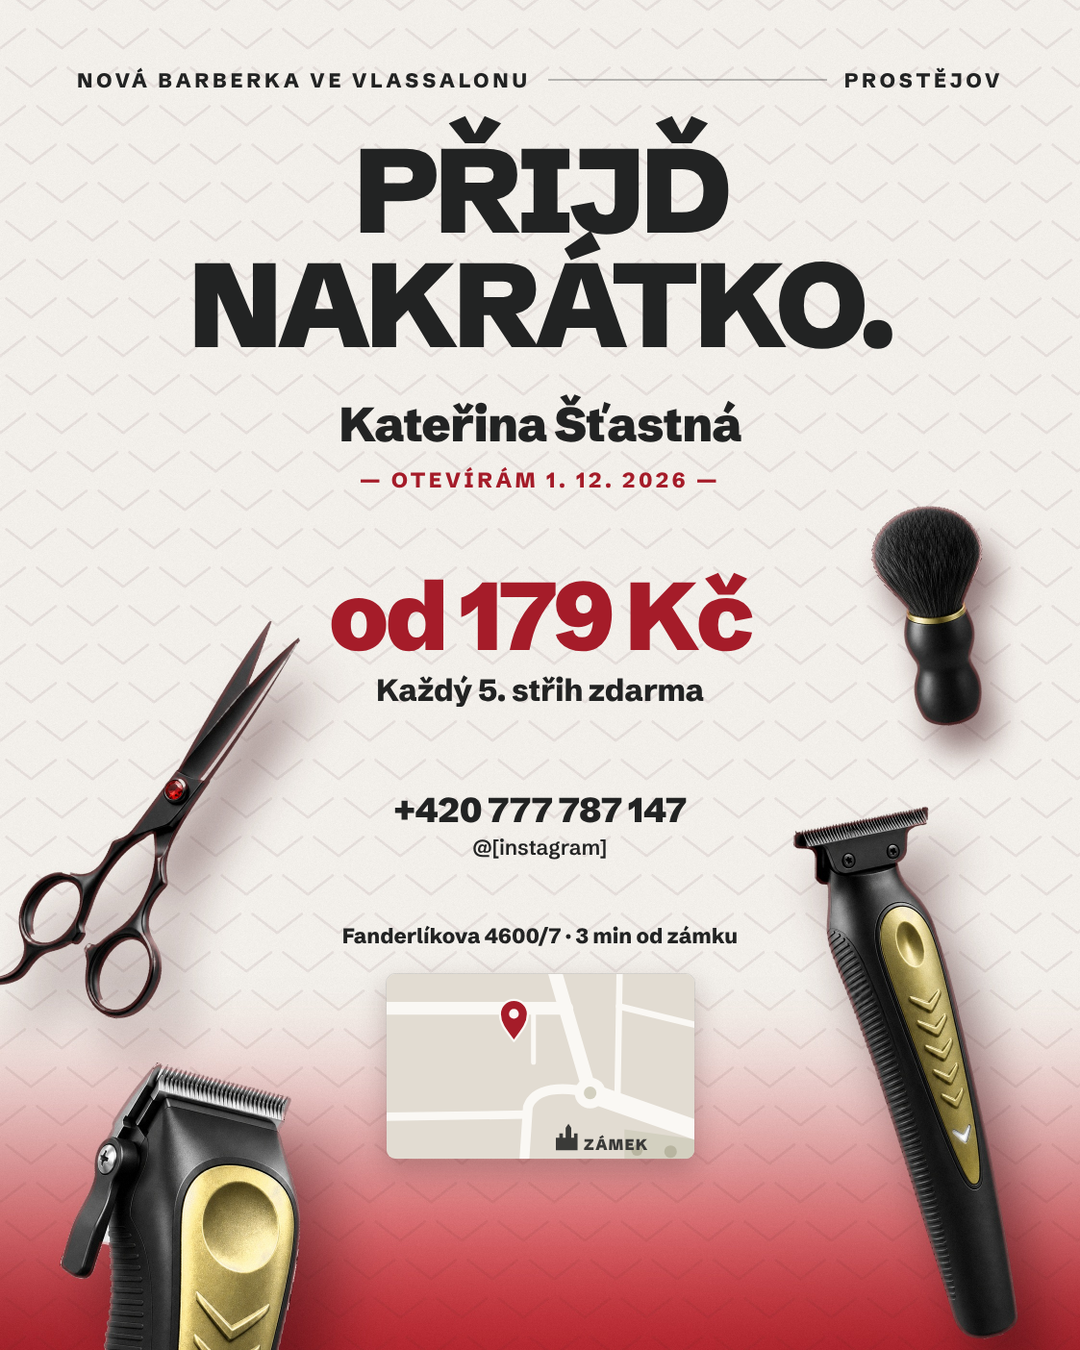 NOVÁ BARBERKA VE VLASSALONU PROSTĚJOV
PŘIJĎ
NAKRÁTKO.
Kateřina Šťastná
— OTEVÍRÁM 1. 12. 2026 —
od 179 Kč
Každý 5. střih zdarma
+420 777 787 147
@[instagram]
Fanderlíkova 4600/7 · 3 min od zámku
ZÁMEK